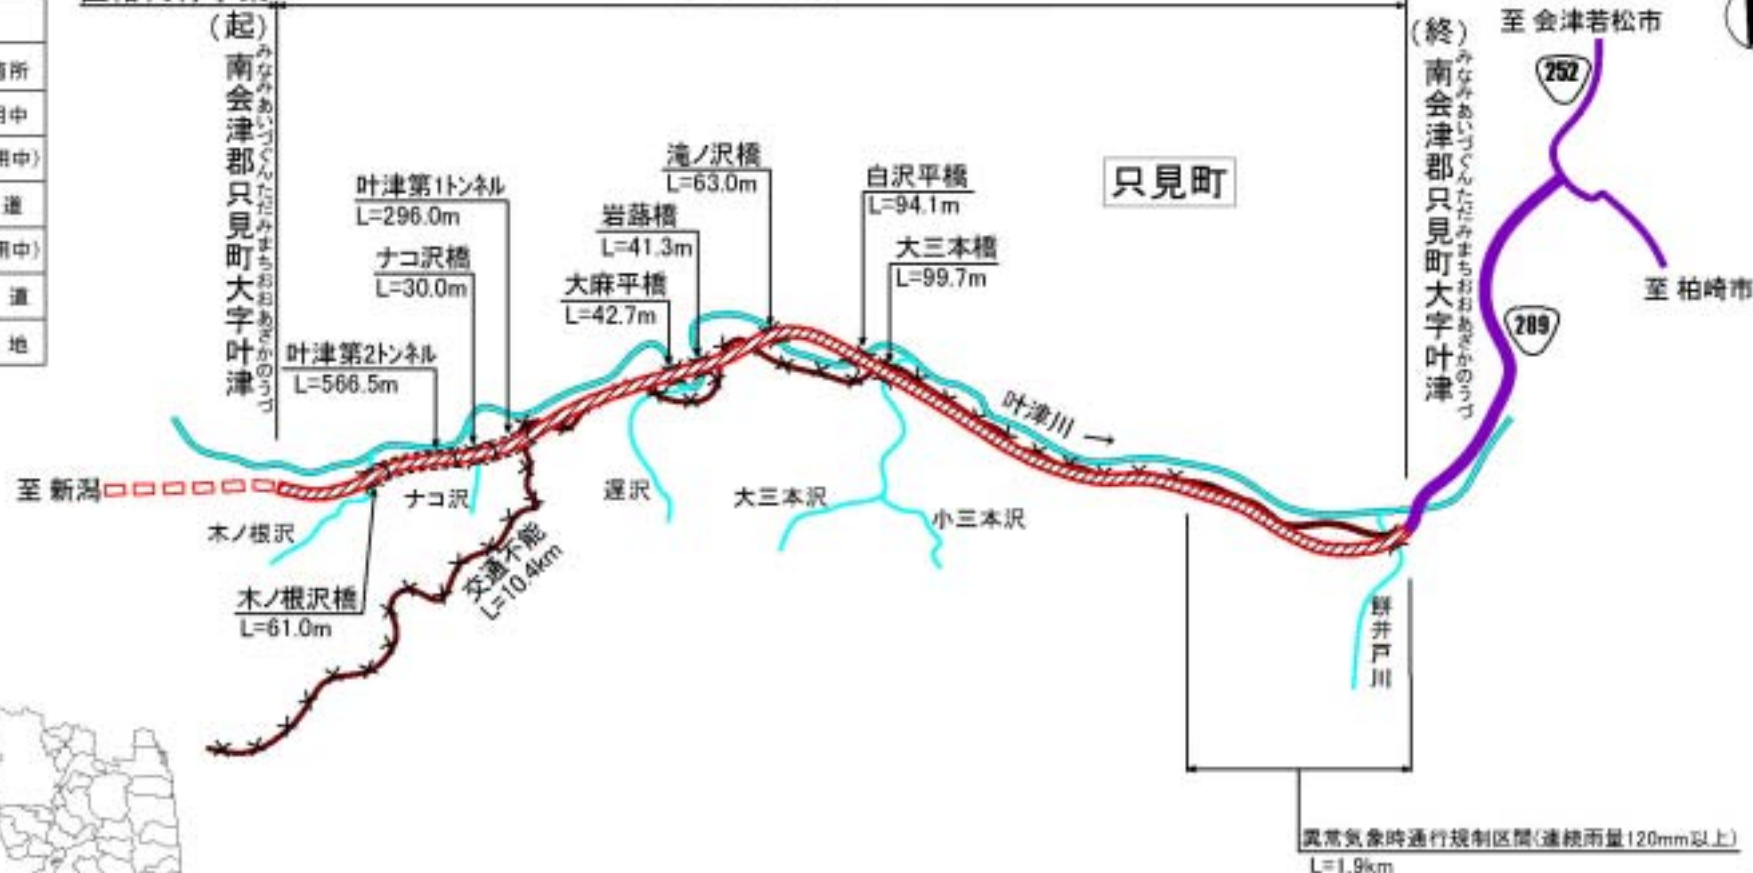 (起)
南会津郡只見町大字叶津
みなみあいづぐんただみまちおおあざかのうづ
(終)
南会津郡只見町大字叶津
みなみあいづぐんただみまちおおあざかのうづ
至 会津若松市
252
至 柏崎市
289
只見町
滝ノ沢橋
L=63.0m
白沢平橋
L=94.1m
叶津第1トンネル
L=296.0m
岩蕗橋
L=41.3m
大三本橋
L=99.7m
ナコ沢橋
L=30.0m
大麻平橋
L=42.7m
叶津第2トンネル
L=566.5m
叶津川 →
至 新潟
木ノ根沢
ナコ沢
遅沢
大三本沢
小三本沢
交通不能
L=10.4km
木ノ根沢橋
L=61.0m
餅井戸川
異常気象時通行規制区間(連続雨量120mm以上)
L=1.9km
所
中
中)
道
中)
道
地